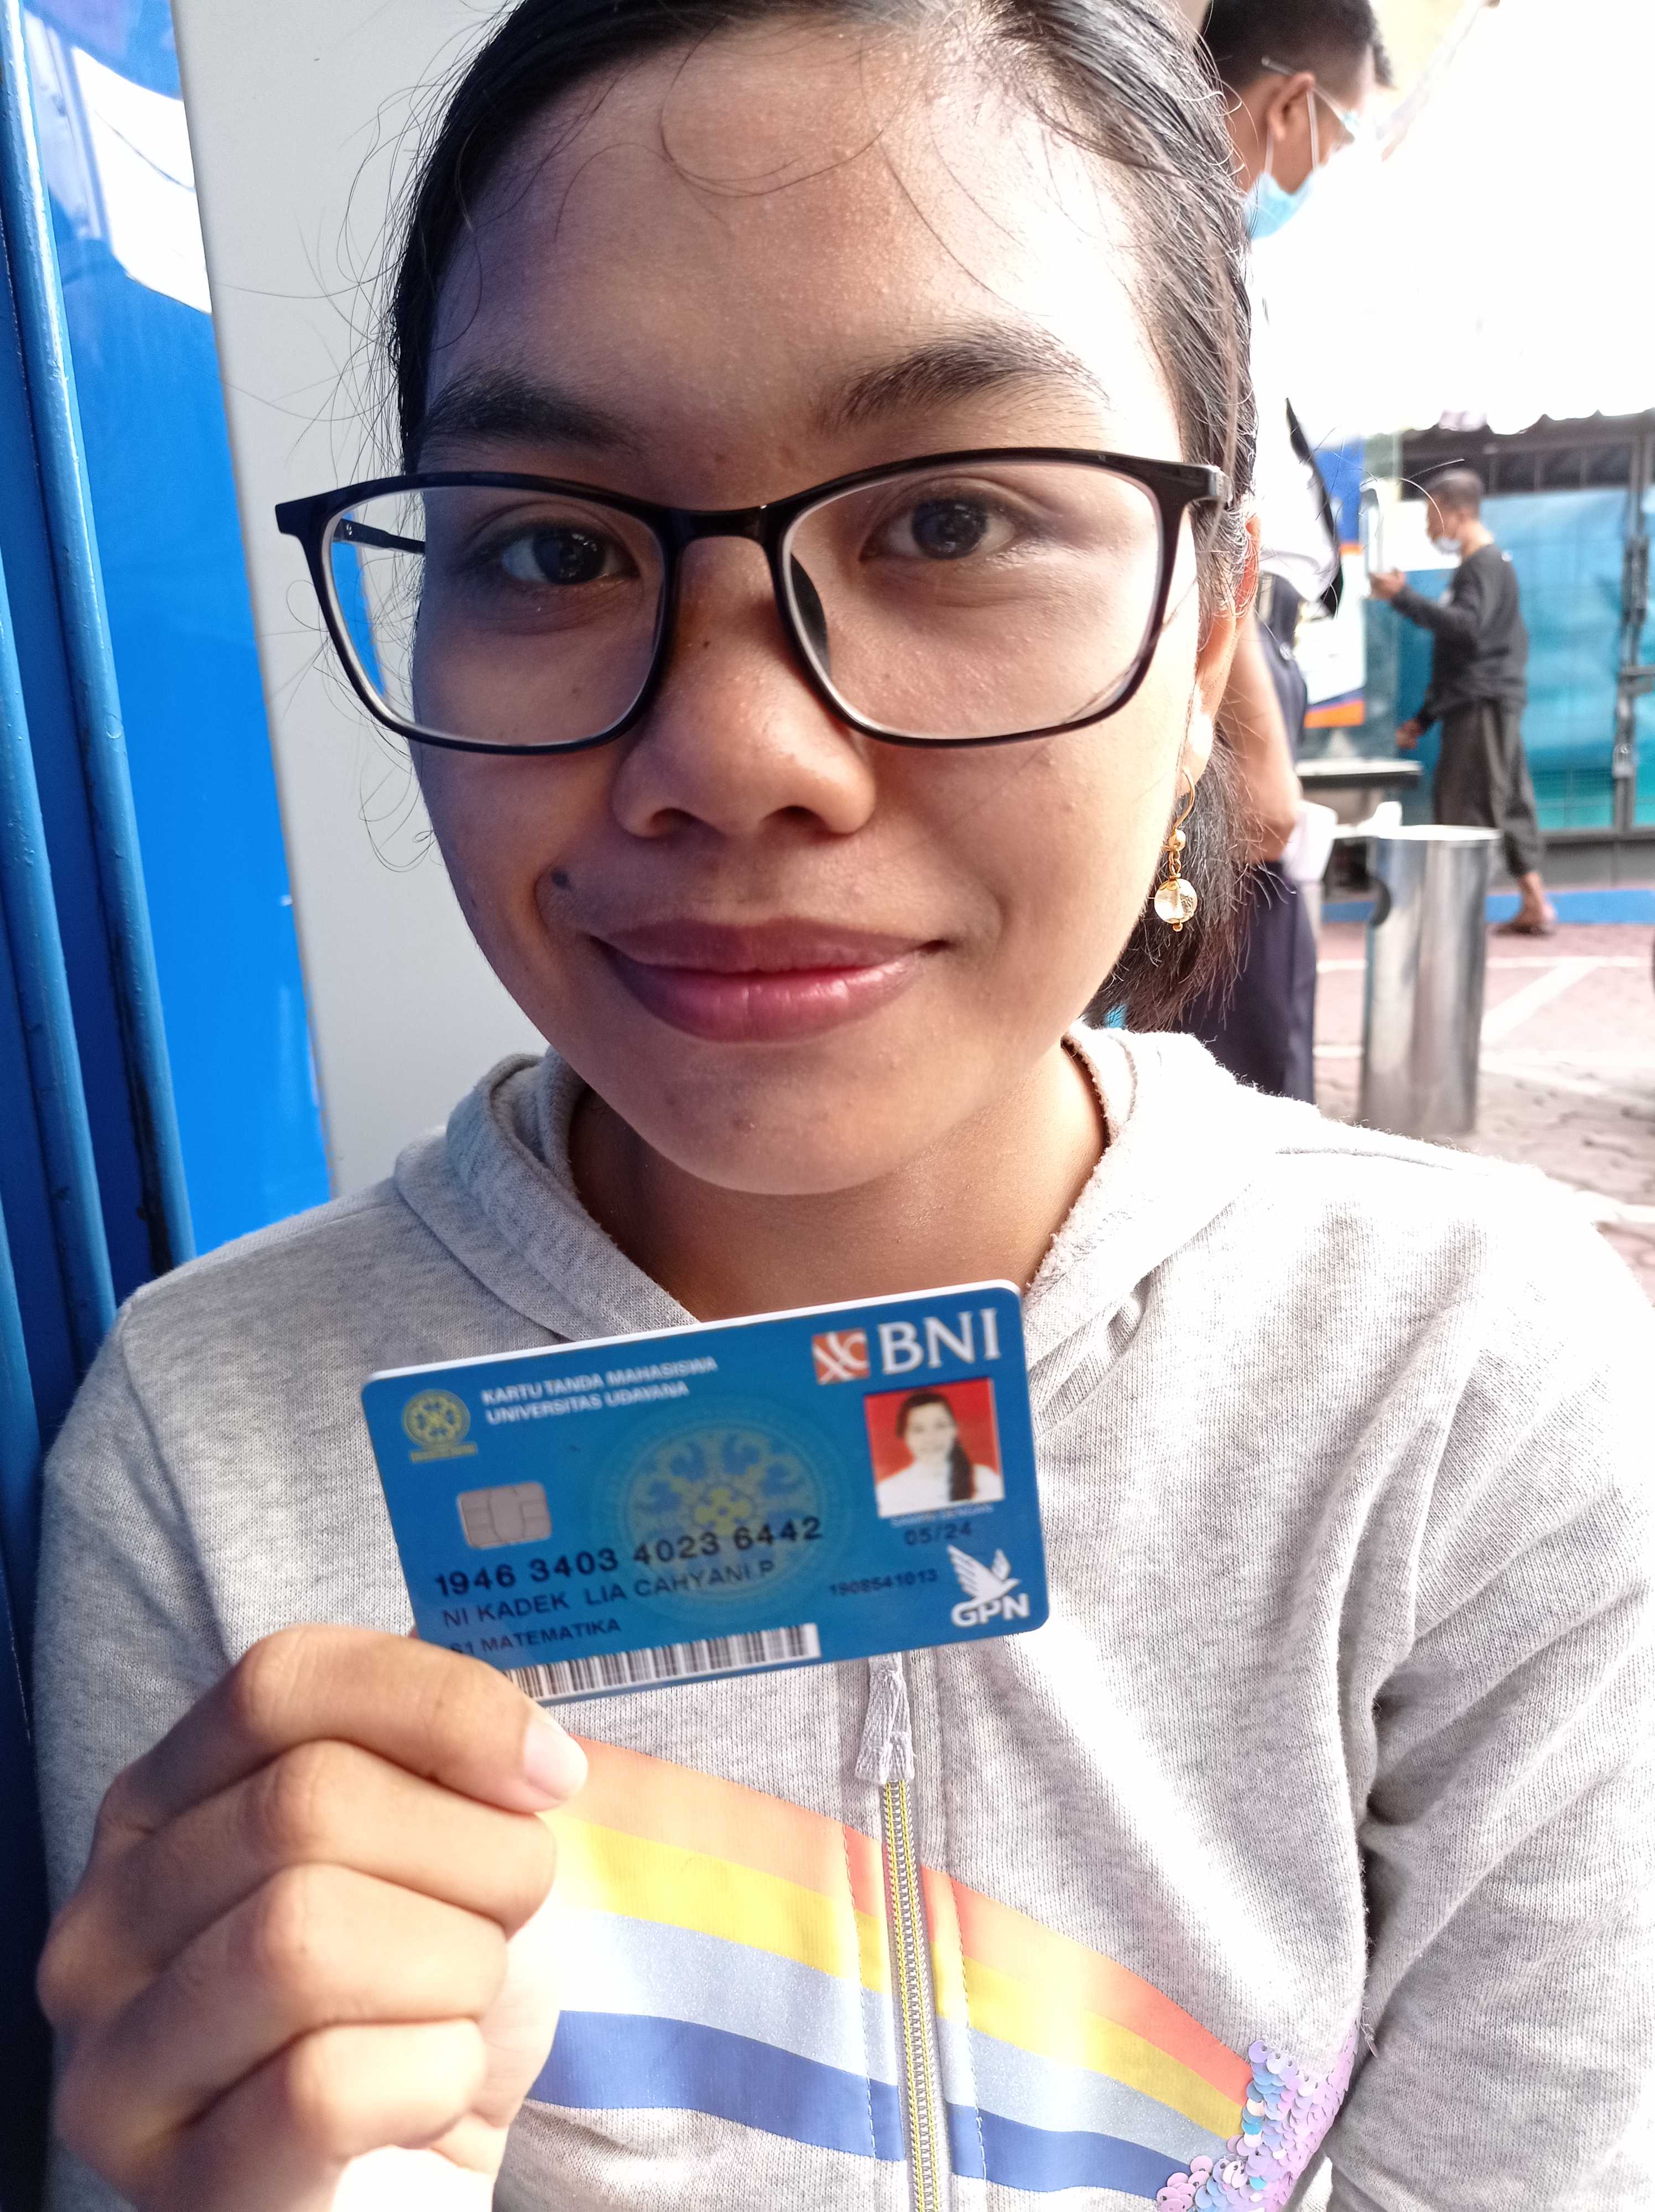 KARTU TANDA MAHASISWA
UNIVERSITAS UDAYANA
BNI
05/24
1946 3403 4023 6442
NI KADEK LIA CAHYANI P
1908541013
S1 MATEMATIKA
GPN